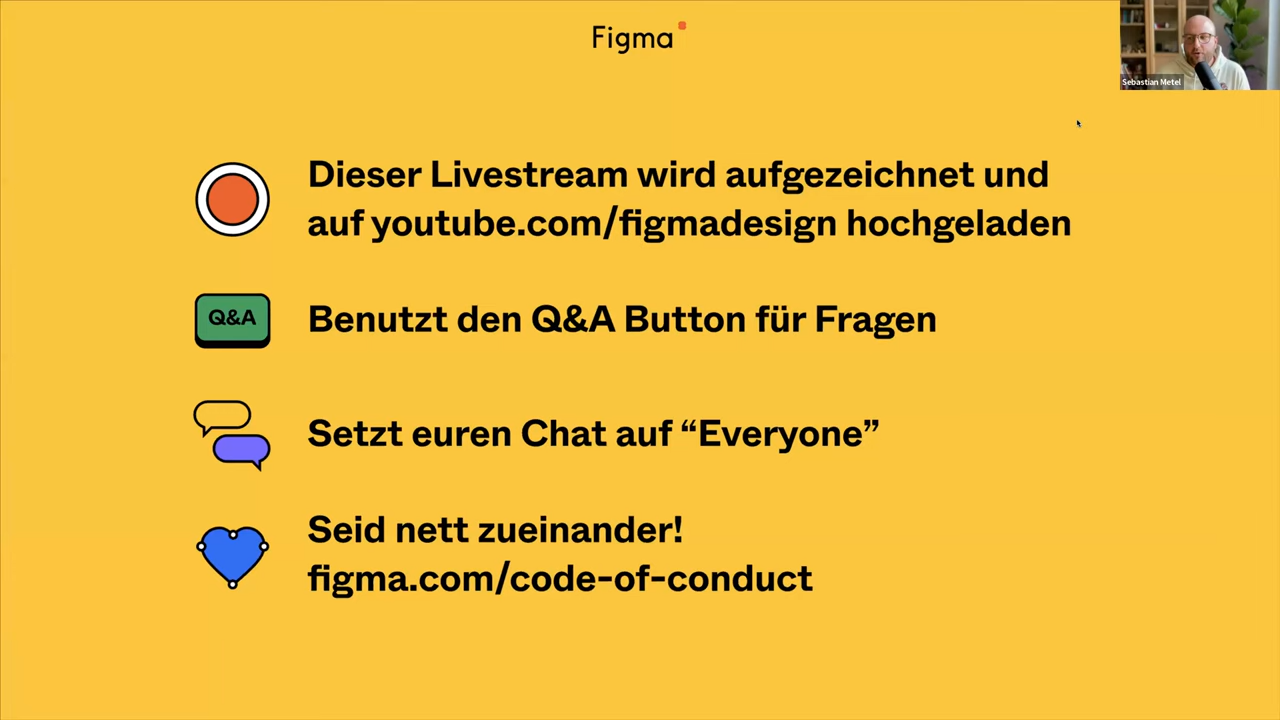 Figma
Sebastian Metel
Dieser Livestream wird aufgezeichnet und
auf youtube.com/figmadesign hochgeladen
Q&A
Benutzt den Q&A Button für Fragen
Setzt euren Chat auf “Everyone”
Seid nett zueinander!
figma.com/code-of-conduct